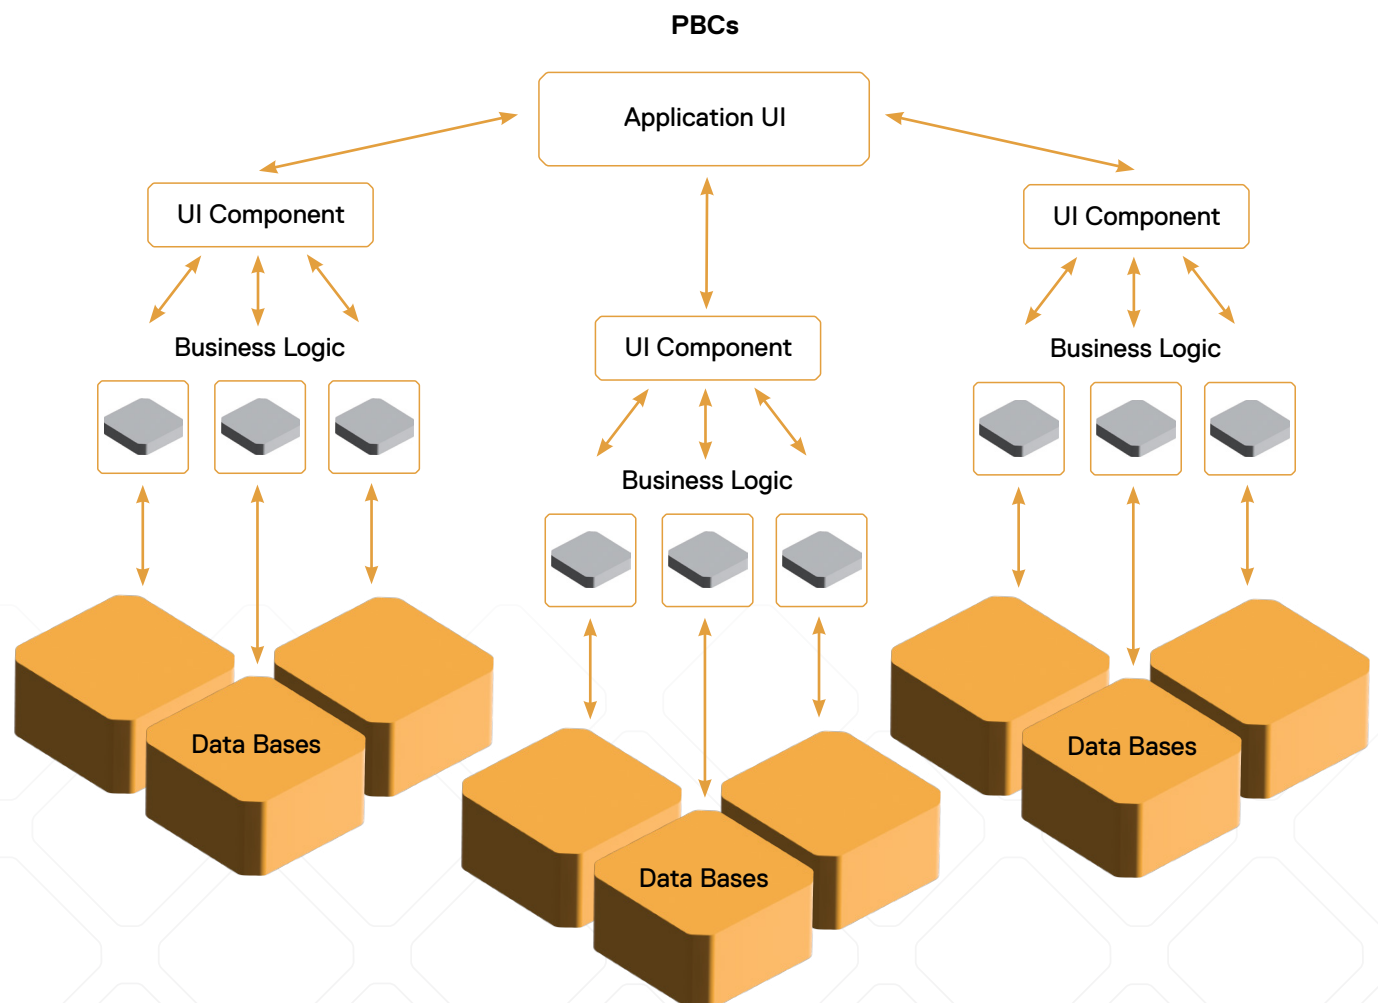 PBCs
Application UI
UI Component
UI Component
UI Component
Business Logic
Business Logic
Business Logic
Data Bases
Data Bases
Data Bases